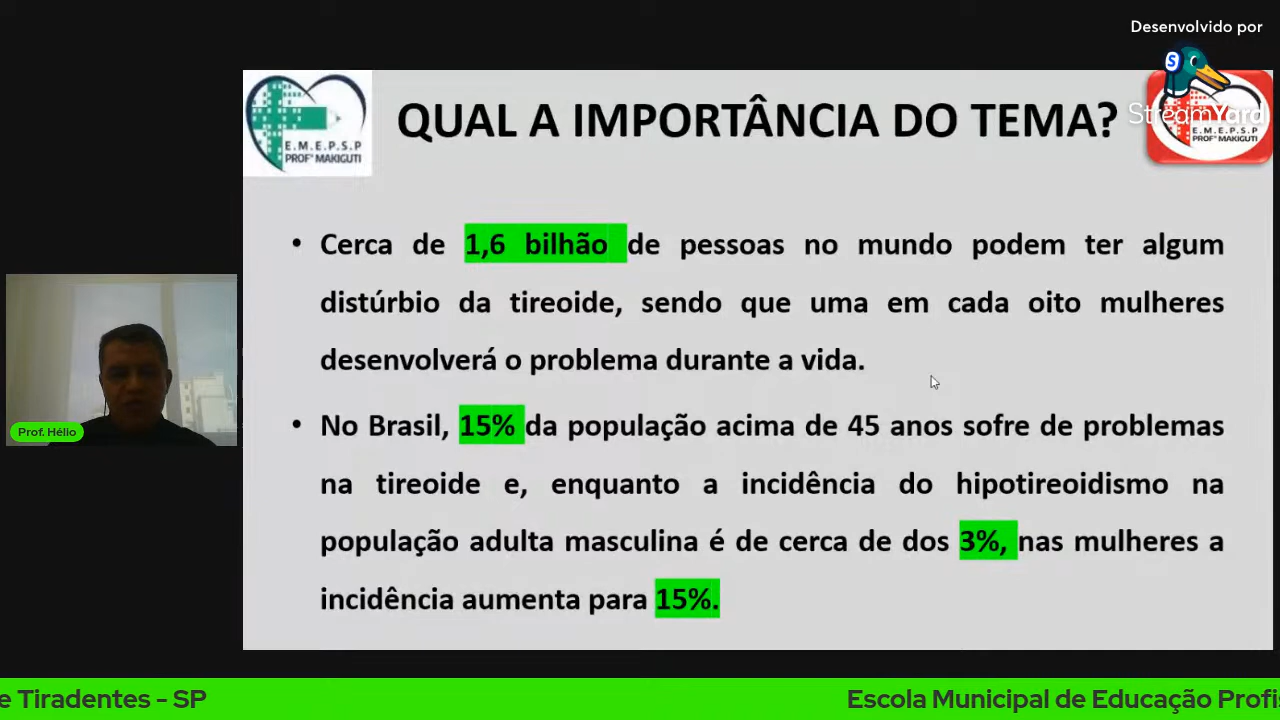 Desenvolvido por
S
StreamYard
E.M.E.P.S.P
PROFº MAKIGUTI
QUAL A IMPORTÂNCIA DO TEMA?
E.M.E.P.S.P
PROFº MAKIGUTI
• Cerca de 1,6 bilhão de pessoas no mundo podem ter algum
distúrbio da tireoide, sendo que uma em cada oito mulheres
desenvolverá o problema durante a vida.
• No Brasil, 15% da população acima de 45 anos sofre de problemas
na tireoide e, enquanto a incidência do hipotireoidismo na
população adulta masculina é de cerca de dos 3%, nas mulheres a
incidência aumenta para 15%.
Prof. Hélio
e Tiradentes - SP
Escola Municipal de Educação Profis